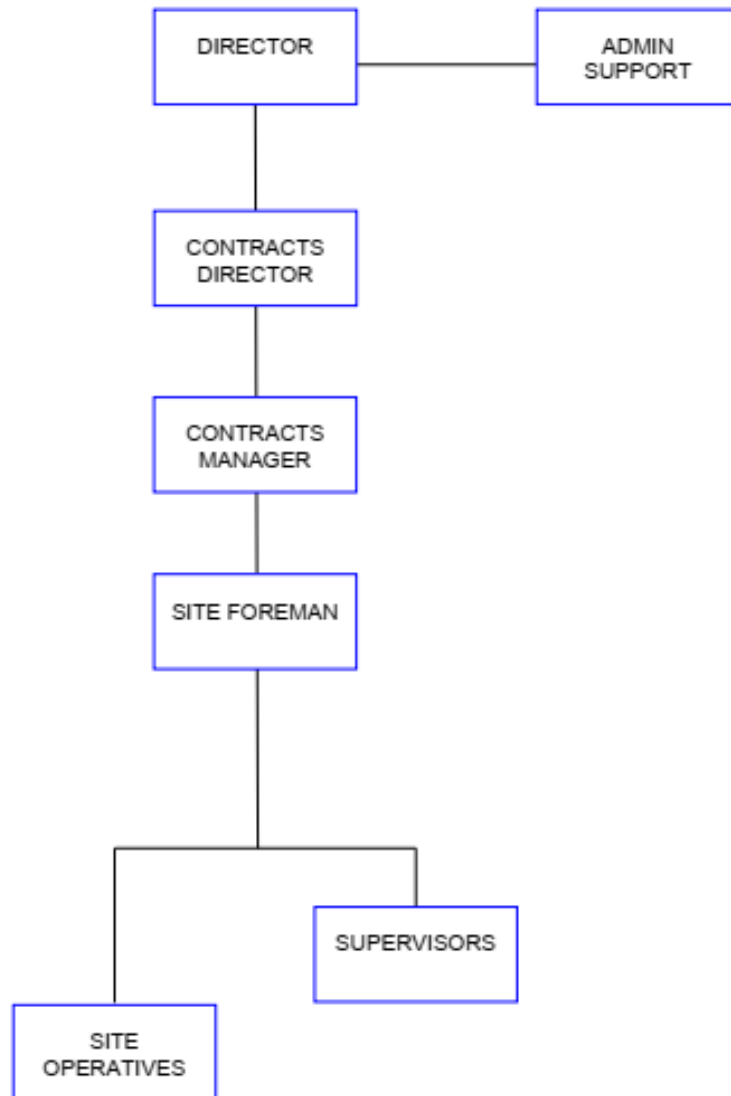 DIRECTOR
ADMIN
SUPPORT
CONTRACTS
DIRECTOR
CONTRACTS
MANAGER
SITE FOREMAN
SUPERVISORS
SITE
OPERATIVES